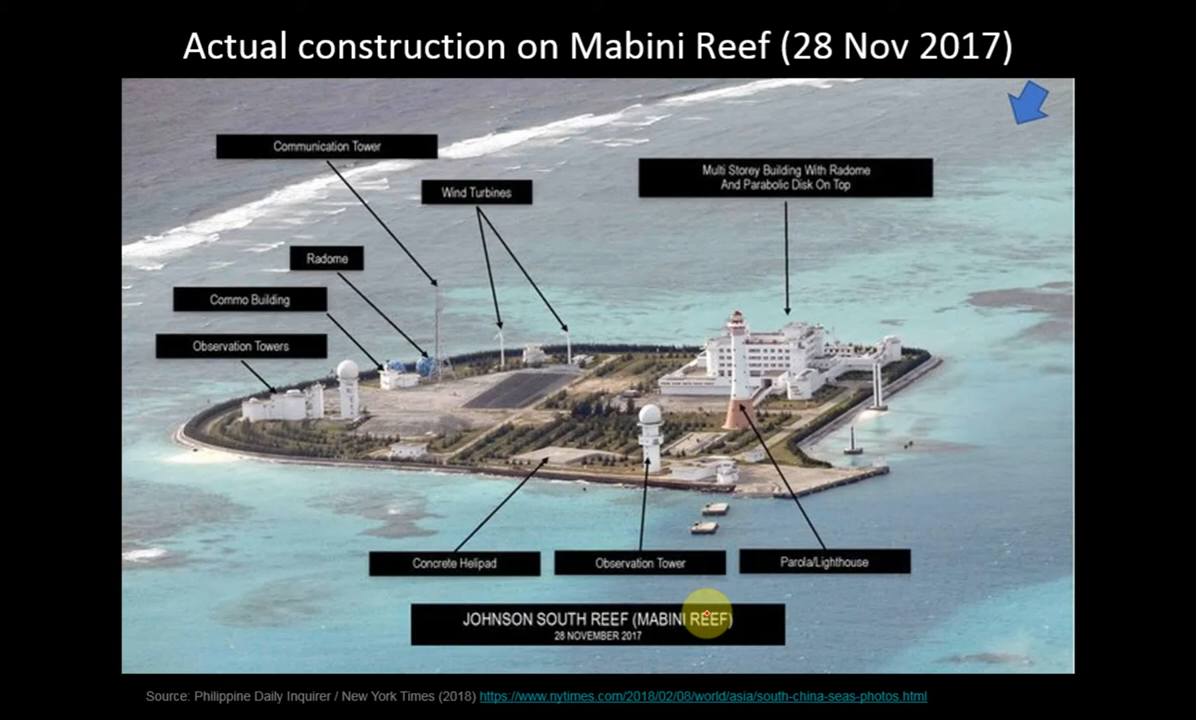 Actual construction on Mabini Reef (28 Nov 2017)
Communication Tower
Wind Turbines
Multi Storey Building With Radome
And Parabolic Disk On Top
Radome
Commo Building
Observation Towers
Concrete Helipad
Observation Tower
Parola/Lighthouse
JOHNSON SOUTH REEF (MABINI REEF)
28 NOVEMBER 2017
Source: Philippine Daily Inquirer / New York Times (2018) https://www.nytimes.com/2018/02/08/world/asia/south-china-seas-photos.html